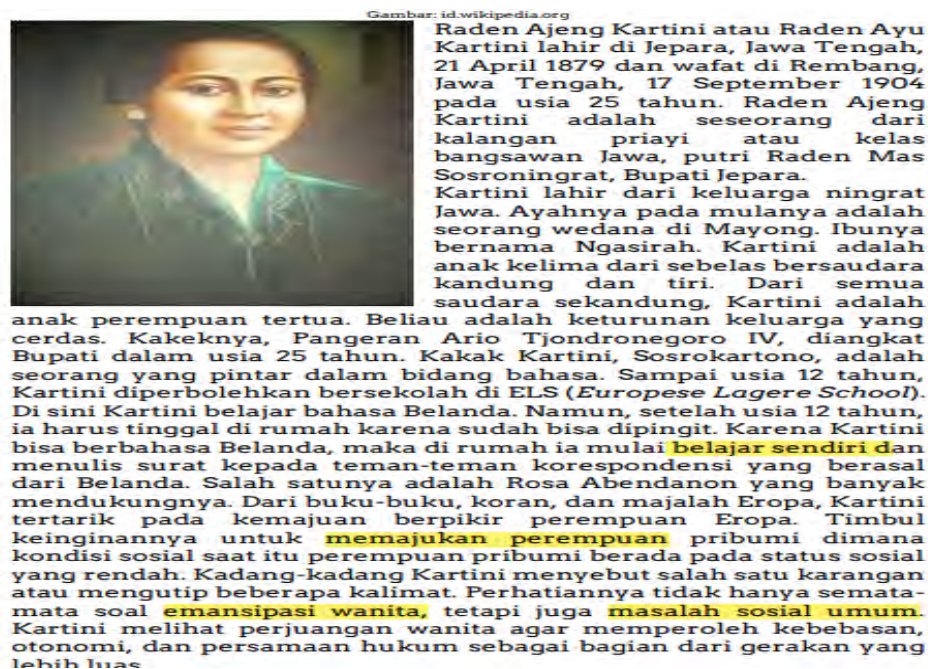 Gambar: id.wikipedia.org
Raden Ajeng Kartini atau Raden Ayu
Kartini lahir di Jepara, Jawa Tengah,
21 April 1879 dan wafat di Rembang,
Jawa Tengah, 17 September 1904
pada usia 25 tahun. Raden Ajeng
Kartini adalah seseorang dari
kalangan priayi atau kelas
bangsawan Jawa, putri Raden Mas
Sosroningrat, Bupati Jepara.
Kartini lahir dari keluarga ningrat
Jawa. Ayahnya pada mulanya adalah
seorang wedana di Mayong. Ibunya
bernama Ngasirah. Kartini adalah
anak kelima dari sebelas bersaudara
kandung dan tiri. Dari semua
saudara sekandung, Kartini adalah
anak perempuan tertua. Beliau adalah keturunan keluarga yang
cerdas. Kakeknya, Pangeran Ario Tjondronegoro IV, diangkat
Bupati dalam usia 25 tahun. Kakak Kartini, Sosrokartono, adalah
seorang yang pintar dalam bidang bahasa. Sampai usia 12 tahun,
Kartini diperbolehkan bersekolah di ELS (Europese Lagere School).
Di sini Kartini belajar bahasa Belanda. Namun, setelah usia 12 tahun,
ia harus tinggal di rumah karena sudah bisa dipingit. Karena Kartini
bisa berbahasa Belanda, maka di rumah ia mulai belajar sendiri dan
menulis surat kepada teman-teman korespondensi yang berasal
dari Belanda. Salah satunya adalah Rosa Abendanon yang banyak
mendukungnya. Dari buku-buku, koran, dan majalah Eropa, Kartini
tertarik pada kemajuan berpikir perempuan Eropa. Timbul
keinginannya untuk memajukan perempuan pribumi dimana
kondisi sosial saat itu perempuan pribumi berada pada status sosial
yang rendah. Kadang-kadang Kartini menyebut salah satu karangan
atau mengutip beberapa kalimat. Perhatiannya tidak hanya semata-
mata soal emansipasi wanita, tetapi juga masalah sosial umum.
Kartini melihat perjuangan wanita agar memperoleh kebebasan,
otonomi, dan persamaan hukum sebagai bagian dari gerakan yang
lebih luas.